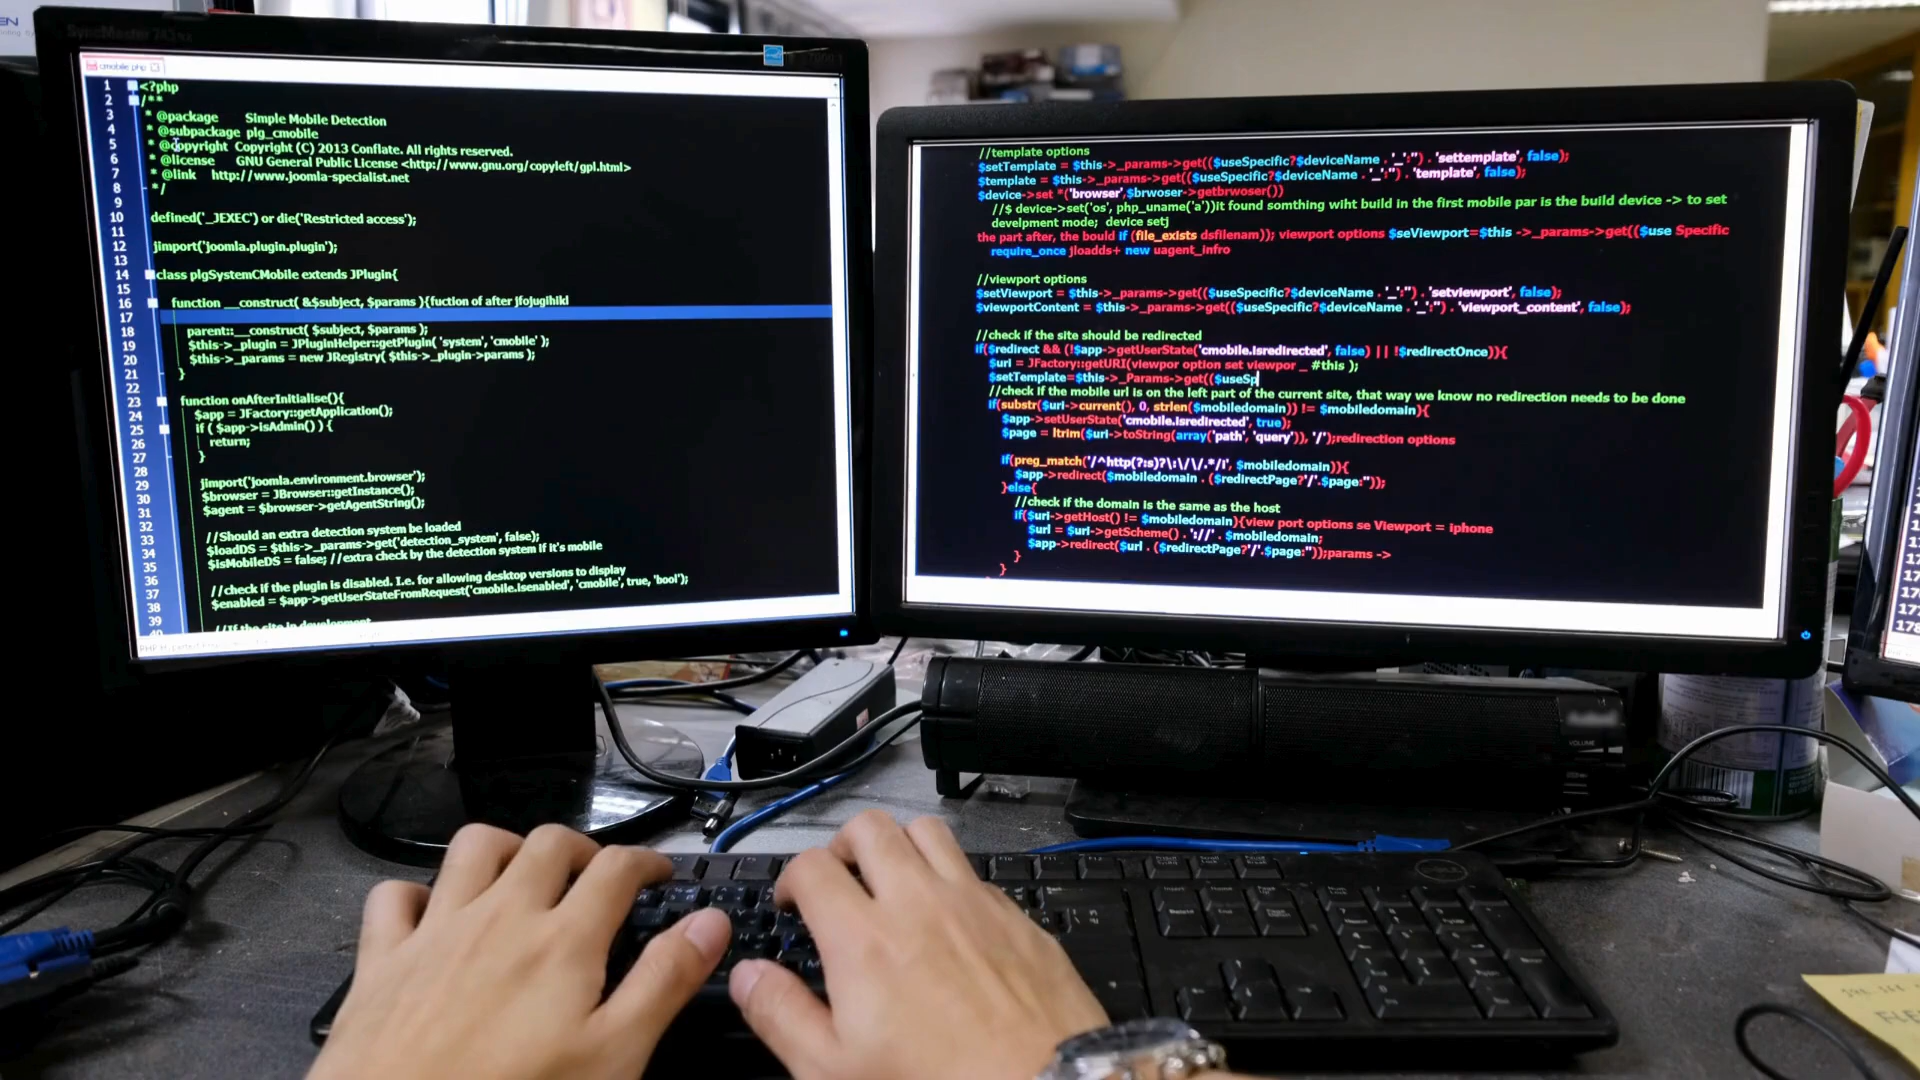 SyncMaster 743
cmobile.php
1 <?php
2 /**
3 * @package Simple Mobile Detection
4 * @subpackage plg_cmobile
5 * @copyright Copyright (C) 2013 Conflate. All rights reserved.
6 * @license GNU General Public License <http://www.gnu.org/copyleft/gpl.html>
7 * @link http://www.joomla-specialist.net
8 */
9
10 defined('_JEXEC') or die('Restricted access');
11
12 jimport('joomla.plugin.plugin');
13
14 class plgSystemCMobile extends JPlugin{
15
16 function __construct( &$subject, $params ){fuction of after jfojugihikl
17
18 parent::__construct( $subject, $params );
19 $this->_plugin = JPluginHelper::getPlugin( 'system', 'cmobile' );
20 $this->_params = new JRegistry( $this->_plugin->params );
21 }
22
23 function onAfterInitialise(){
24 $app = JFactory::getApplication();
25 if ( $app->isAdmin() ) {
26 return;
27 }
28
29 jimport('joomla.environment.browser');
30 $browser = JBrowser::getInstance();
31 $agent = $browser->getAgentString();
32
33 //Should an extra detection system be loaded
34 $loadDS = $this->_params->get('detection_system', false);
35 $isMobileDS = false; //extra check by the detection system if it's mobile
36
37 //check if the plugin is disabled. I.e. for allowing desktop versions to display
38 $enabled = $app->getUserStateFromRequest('cmobile.isenabled', 'cmobile', true, 'bool');
39
40 //If the site in development
//template options
$setTemplate = $this->_params->get(($useSpecific?$deviceName . '_':'') . 'settemplate', false);
$template = $this->_params->get(($useSpecific?$deviceName . '_':'') . 'template', false);
$device->set *('browser',$brwoser->getbrwoser())
//$ device->set('os', php_uname('a'))it found somthing wiht build in the first mobile par is the build device -> to set
develpment mode; device setj
the part after, the bould if (file_exists dsfilenam)); viewport options $seViewport=$this ->_params->get(($use Specific
require_once jloadds+ new uagent_infro
//viewport options
$setViewport = $this->_params->get(($useSpecific?$deviceName . '_':'') . 'setviewport', false);
$viewportContent = $this->_params->get(($useSpecific?$deviceName . '_':'') . 'viewport_content', false);
//check if the site should be redirected
if($redirect && (!$app->getUserState('cmobile.isredirected', false) || !$redirectOnce)){
$uri = JFactory::getURI(viewpor option set viewpor _ #this );
$setTemplate=$this->_Params->get(($useSp
//check if the mobile url is on the left part of the current site, that way we know no redirection needs to be done
if(substr($url->current(), 0, strlen($mobiledomain)) != $mobiledomain){
$app->setUserState('cmobile.isredirected', true);
$page = ltrim($url->toString(array('path', 'query')), '/');redirection options
if(preg_match('/^http(?:s)?\:\/\/.*/i', $mobiledomain)){
$app->redirect($mobiledomain . ($redirectPage?'/'.$page:''));
}else{
//check if the domain is the same as the host
if($url->getHost() != $mobiledomain){view port options se Viewport = iphone
$url = $url->getScheme() . '://' . $mobiledomain;
$app->redirect($url . ($redirectPage?'/'.$page:''));params ->
}
}
VOLUME